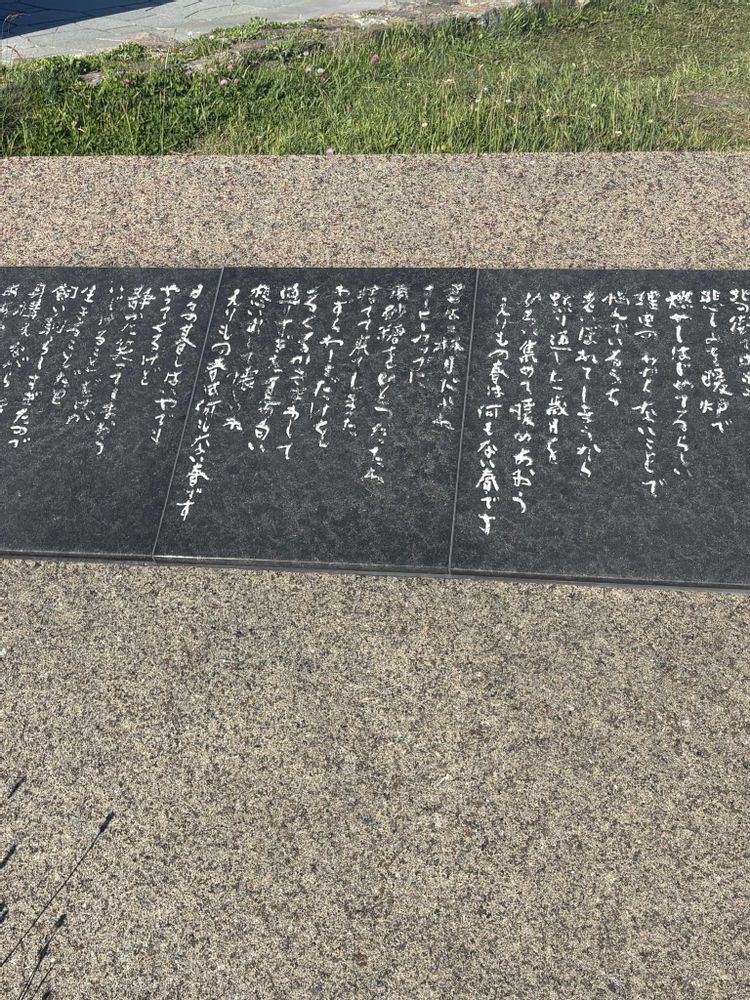 北の街では
悲しみを暖炉で
燃やしはじめてるらしい
理由のわからないことで
悩んでいるうち
老いぼれてしまうから
黙り通した歳月を
ひろい集めて暖めあおう
えりもの春は何もない春です
君は二杯目だよね
コーヒーカップに
角砂糖をひとつだったね
捨てて来てしまった
わずらわしさだけを
くるくるかきまわして
通りすぎた夏の匂い
想い出して懐しいね
えりもの春は何もない春です
日々の暮しはいやでも
やってくるけど
静かに笑ってしまおう
いじけることだけが
生きることだと
飼い馴らしすぎたので
身構えながら